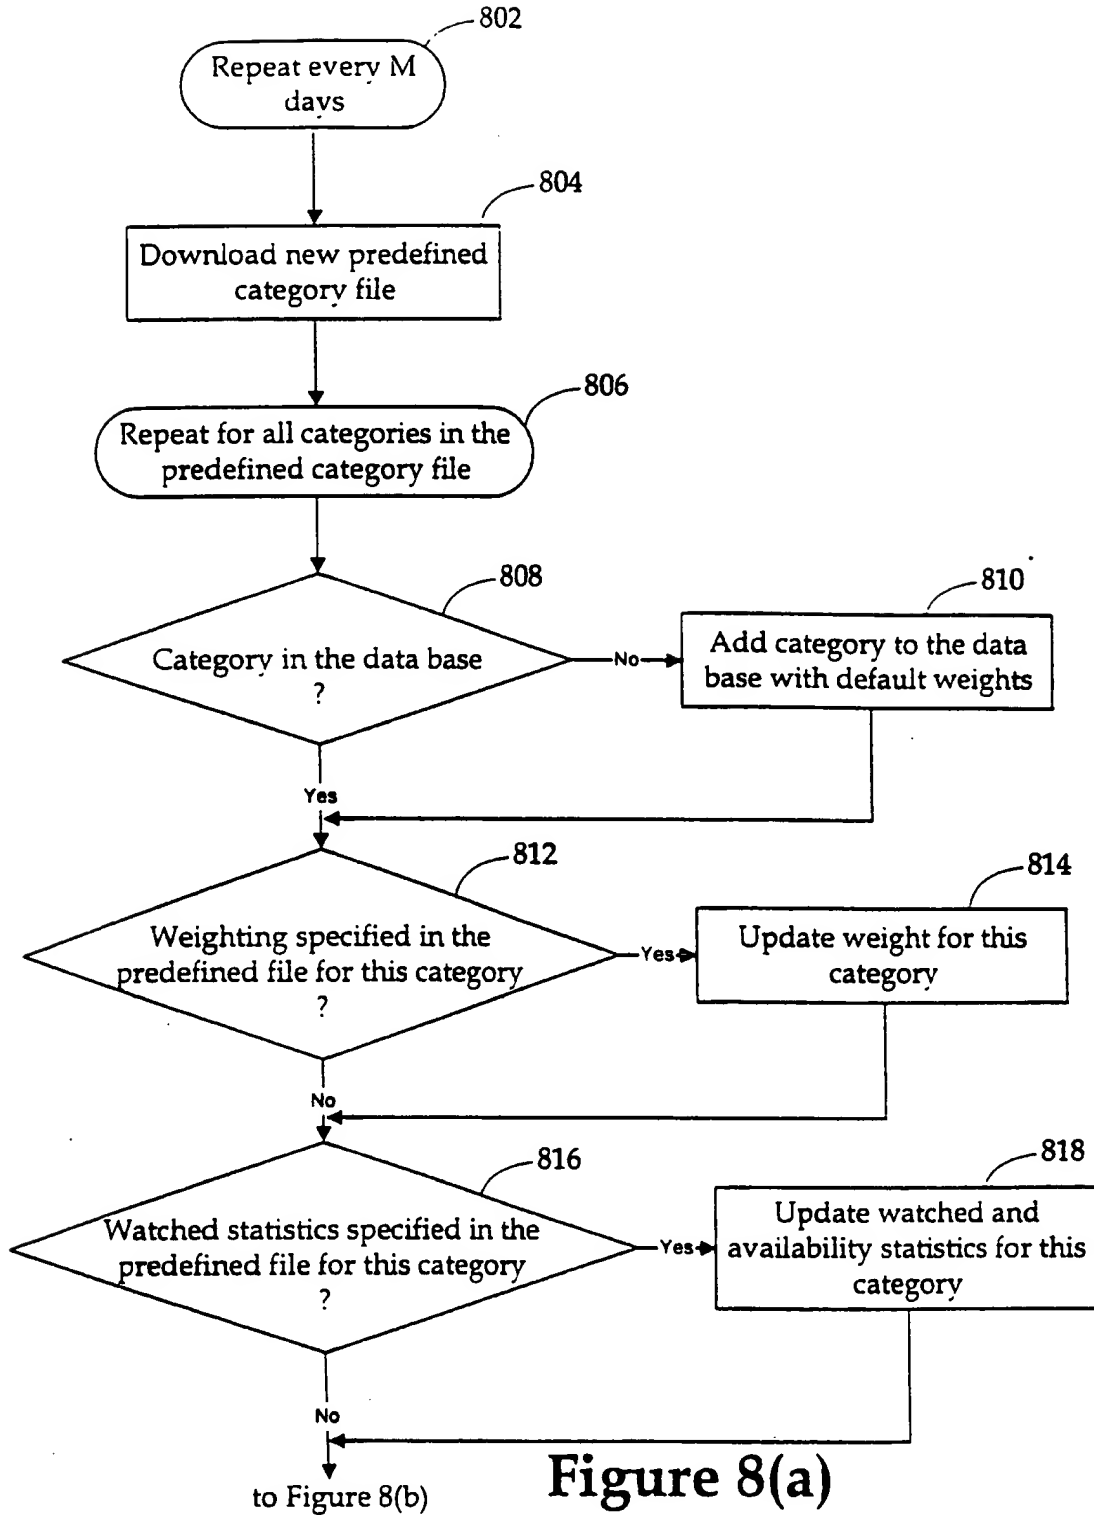 802
Repeat every M
days
804
Download new predefined
category file
806
Repeat for all categories in the
predefined category file
808
Category in the data base
?
No
810
Add category to the data
base with default weights
Yes
812
Weighting specified in the
predefined file for this category
?
Yes
814
Update weight for this
category
No
816
Watched statistics specified in the
predefined file for this category
?
Yes
818
Update watched and
availability statistics for this
category
No
to Figure 8(b)
Figure 8(a)